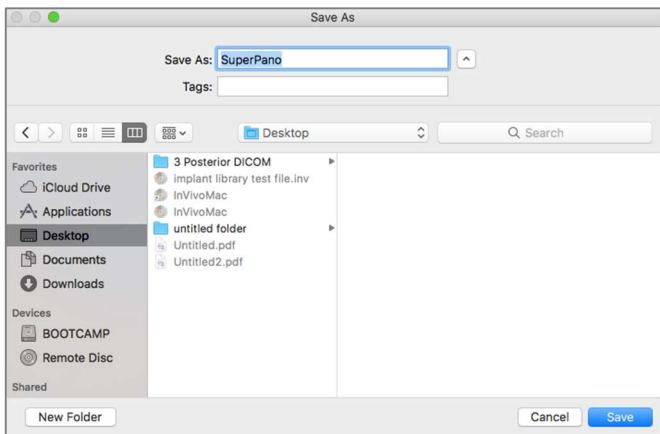 Save As
Save As: SuperPano
Tags:
Desktop
Search
Favorites
iCloud Drive
Applications
Desktop
Documents
Downloads
Devices
BOOTCAMP
Remote Disc
Shared
3 Posterior DICOM
implant library test file.inv
InVivoMac
InVivoMac
untitled folder
Untitled.pdf
Untitled2.pdf
New Folder
Cancel
Save